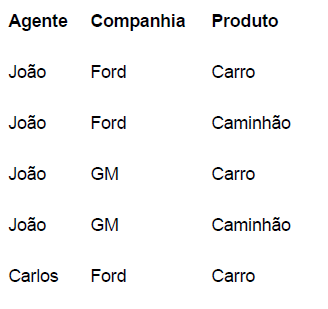 Agente Companhia Produto
João Ford Carro
João Ford Caminhão
João GM Carro
João GM Caminhão
Carlos Ford Carro